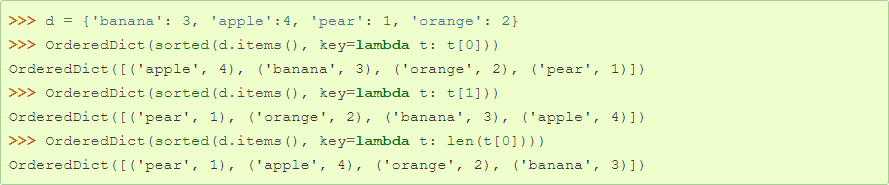 >>> d = {'banana': 3, 'apple':4, 'pear': 1, 'orange': 2}
>>> OrderedDict(sorted(d.items(), key=lambda t: t[0]))
OrderedDict([('apple', 4), ('banana', 3), ('orange', 2), ('pear', 1)])
>>> OrderedDict(sorted(d.items(), key=lambda t: t[1]))
OrderedDict([('pear', 1), ('orange', 2), ('banana', 3), ('apple', 4)])
>>> OrderedDict(sorted(d.items(), key=lambda t: len(t[0])))
OrderedDict([('pear', 1), ('apple', 4), ('orange', 2), ('banana', 3)])